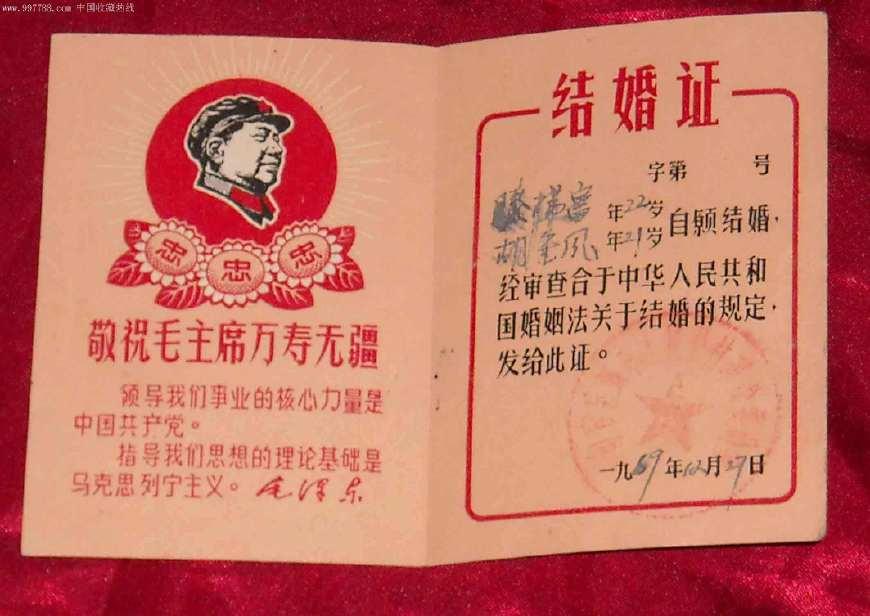 www.997788.com 中国收藏热线
忠 忠 忠
敬祝毛主席万寿无疆
领导我们事业的核心力量是
中国共产党。
指导我们思想的理论基础是
马克思列宁主义。 毛泽东
结婚证
字第 号
年22岁
胡金凤 年21岁 自愿结婚，
经审查合于中华人民共和
国婚姻法关于结婚的规定，
发给此证。
一九69年12月27日